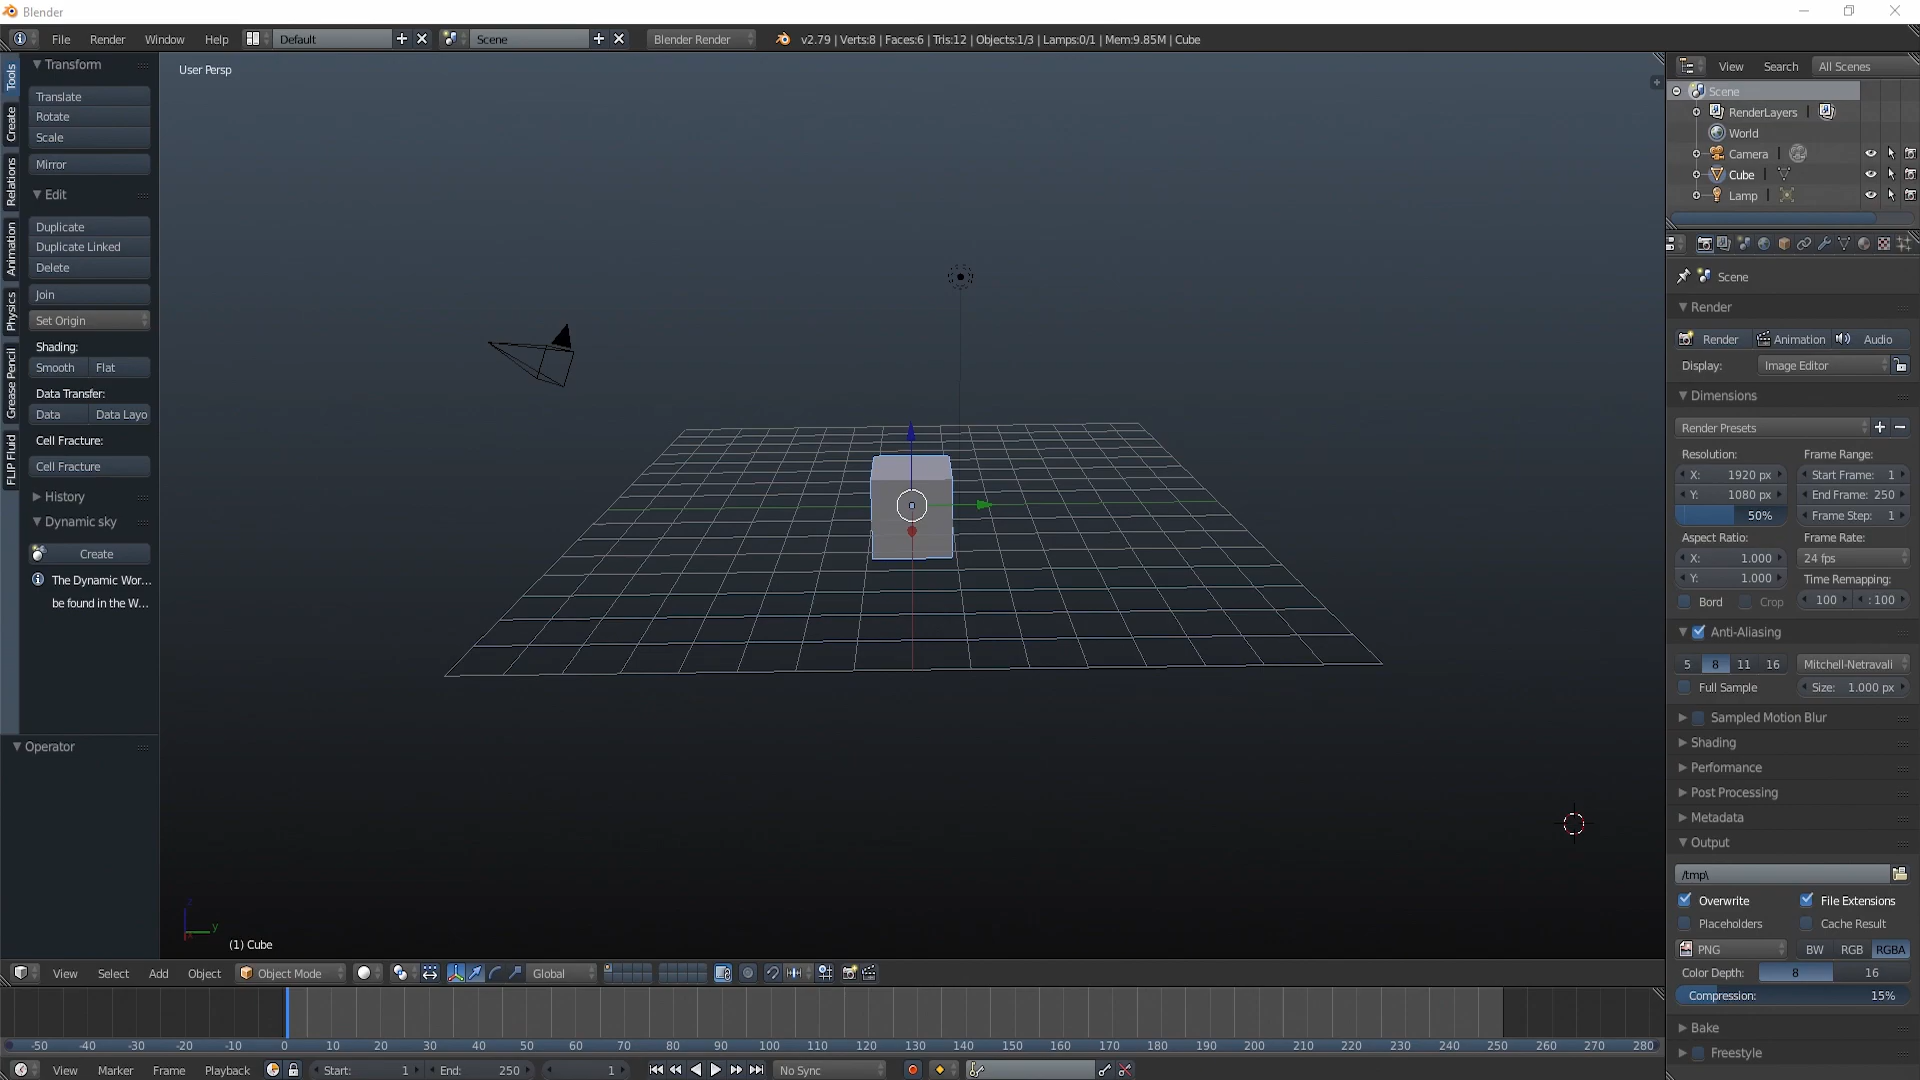 Blender
File Render Window Help Default Scene Blender Render v2.79 | Verts:8 | Faces:6 | Tris:12 | Objects:1/3 | Lamps:0/1 | Mem:9.85M | Cube
Tools
Create
Relations
Animation
Physics
Grease Pencil
FLIP Fluid
Transform
Translate
Rotate
Scale
Mirror
Edit
Duplicate
Duplicate Linked
Delete
Join
Set Origin
Shading:
Smooth Flat
Data Transfer:
Data Data Layo
Cell Fracture:
Cell Fracture
History
Dynamic sky
Create
The Dynamic Wor...
be found in the W...
Operator
User Persp
z
y
x
(1) Cube
View Search All Scenes
Scene
RenderLayers |
World
Camera |
Cube |
Lamp |
Scene
Render
Render Animation Audio
Display: Image Editor
Dimensions
Render Presets
Resolution: Frame Range:
X: 1920 px Start Frame: 1
Y: 1080 px End Frame: 250
50% Frame Step: 1
Aspect Ratio: Frame Rate:
X: 1.000 24 fps
Y: 1.000 Time Remapping:
Bord Crop 100 : 100
Anti-Aliasing
5 8 11 16 Mitchell-Netravali
Full Sample Size: 1.000 px
Sampled Motion Blur
Shading
Performance
Post Processing
Metadata
Output
/tmp\
Overwrite File Extensions
Placeholders Cache Result
PNG BW RGB RGBA
Color Depth: 8 16
Compression: 15%
Bake
Freestyle
View Select Add Object Object Mode Global
-50 -40 -30 -20 -10 0 10 20 30 40 50 60 70 80 90 100 110 120 130 140 150 160 170 180 190 200 210 220 230 240 250 260 270 280
View Marker Frame Playback Start: 1 End: 250 1 No Sync